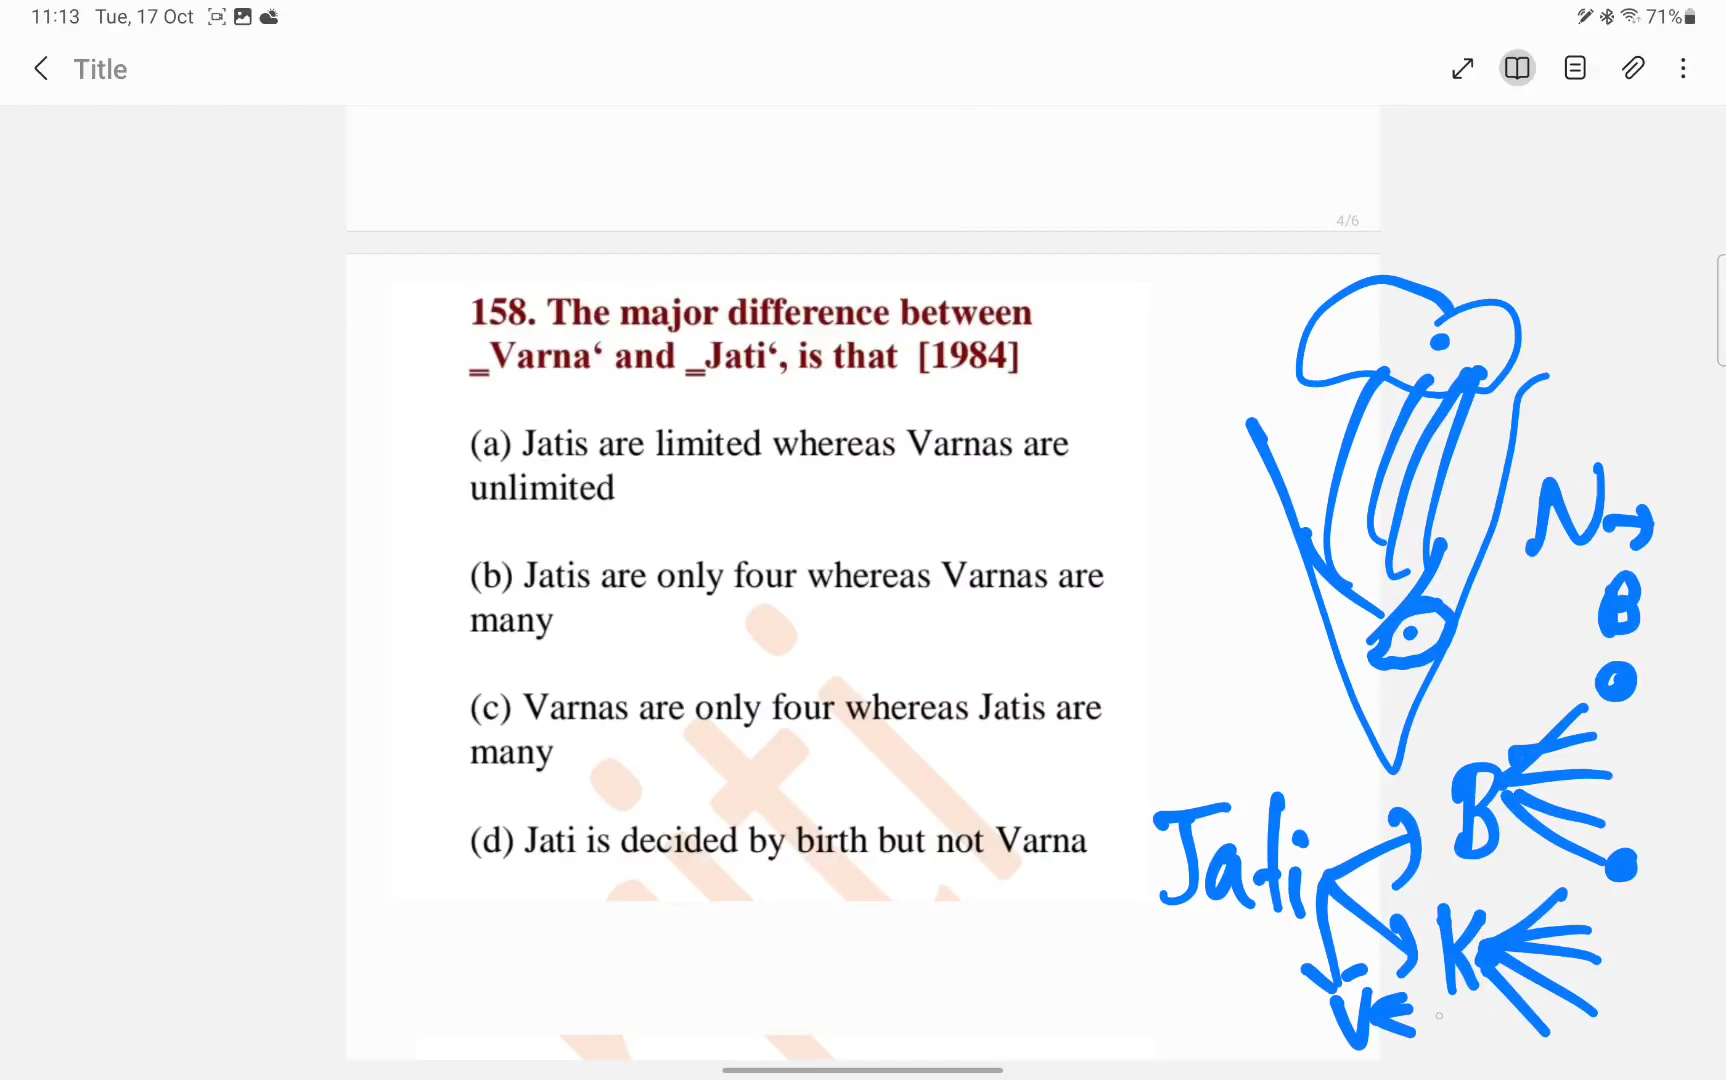 11:13 Tue, 17 Oct
71%
Title
4/6
158. The major difference between
‗Varna‘ and ‗Jati‘, is that [1984]
(a) Jatis are limited whereas Varnas are
unlimited
(b) Jatis are only four whereas Varnas are
many
(c) Varnas are only four whereas Jatis are
many
(d) Jati is decided by birth but not Varna
N→
B
Jati
B
K
V